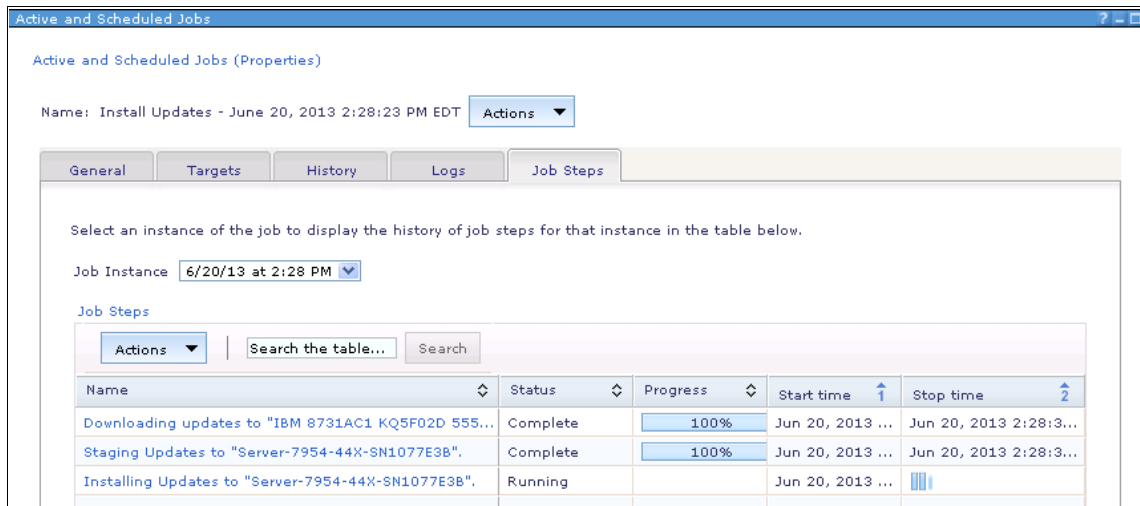 Active and Scheduled Jobs ?
Active and Scheduled Jobs (Properties)
Name: Install Updates - June 20, 2013 2:28:23 PM EDT Actions
General Targets History Logs Job Steps
Select an instance of the job to display the history of job steps for that instance in the table below.
Job Instance 6/20/13 at 2:28 PM
Job Steps
Actions Search the table... Search
Name Status Progress Start time 1 Stop time 2
Downloading updates to "IBM 8731AC1 KQ5F02D 555... Complete 100% Jun 20, 2013 ... Jun 20, 2013 2:28:3...
Staging Updates to "Server-7954-44X-SN1077E3B". Complete 100% Jun 20, 2013 ... Jun 20, 2013 2:28:3...
Installing Updates to "Server-7954-44X-SN1077E3B". Running Jun 20, 2013 ...